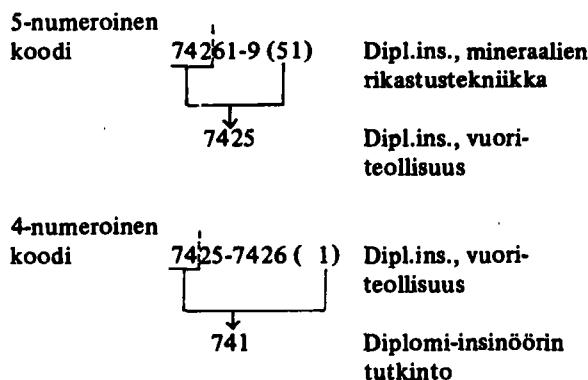 5-numeroinen
koodi 74261-9 (51) Dipl.ins., mineraalien
rikastustekniikka
7425 Dipl.ins., vuori-
teollisuus
4-numeroinen
koodi 7425-7426 ( 1) Dipl.ins., vuori-
teollisuus
741 Diplomi-insinöörin
tutkinto